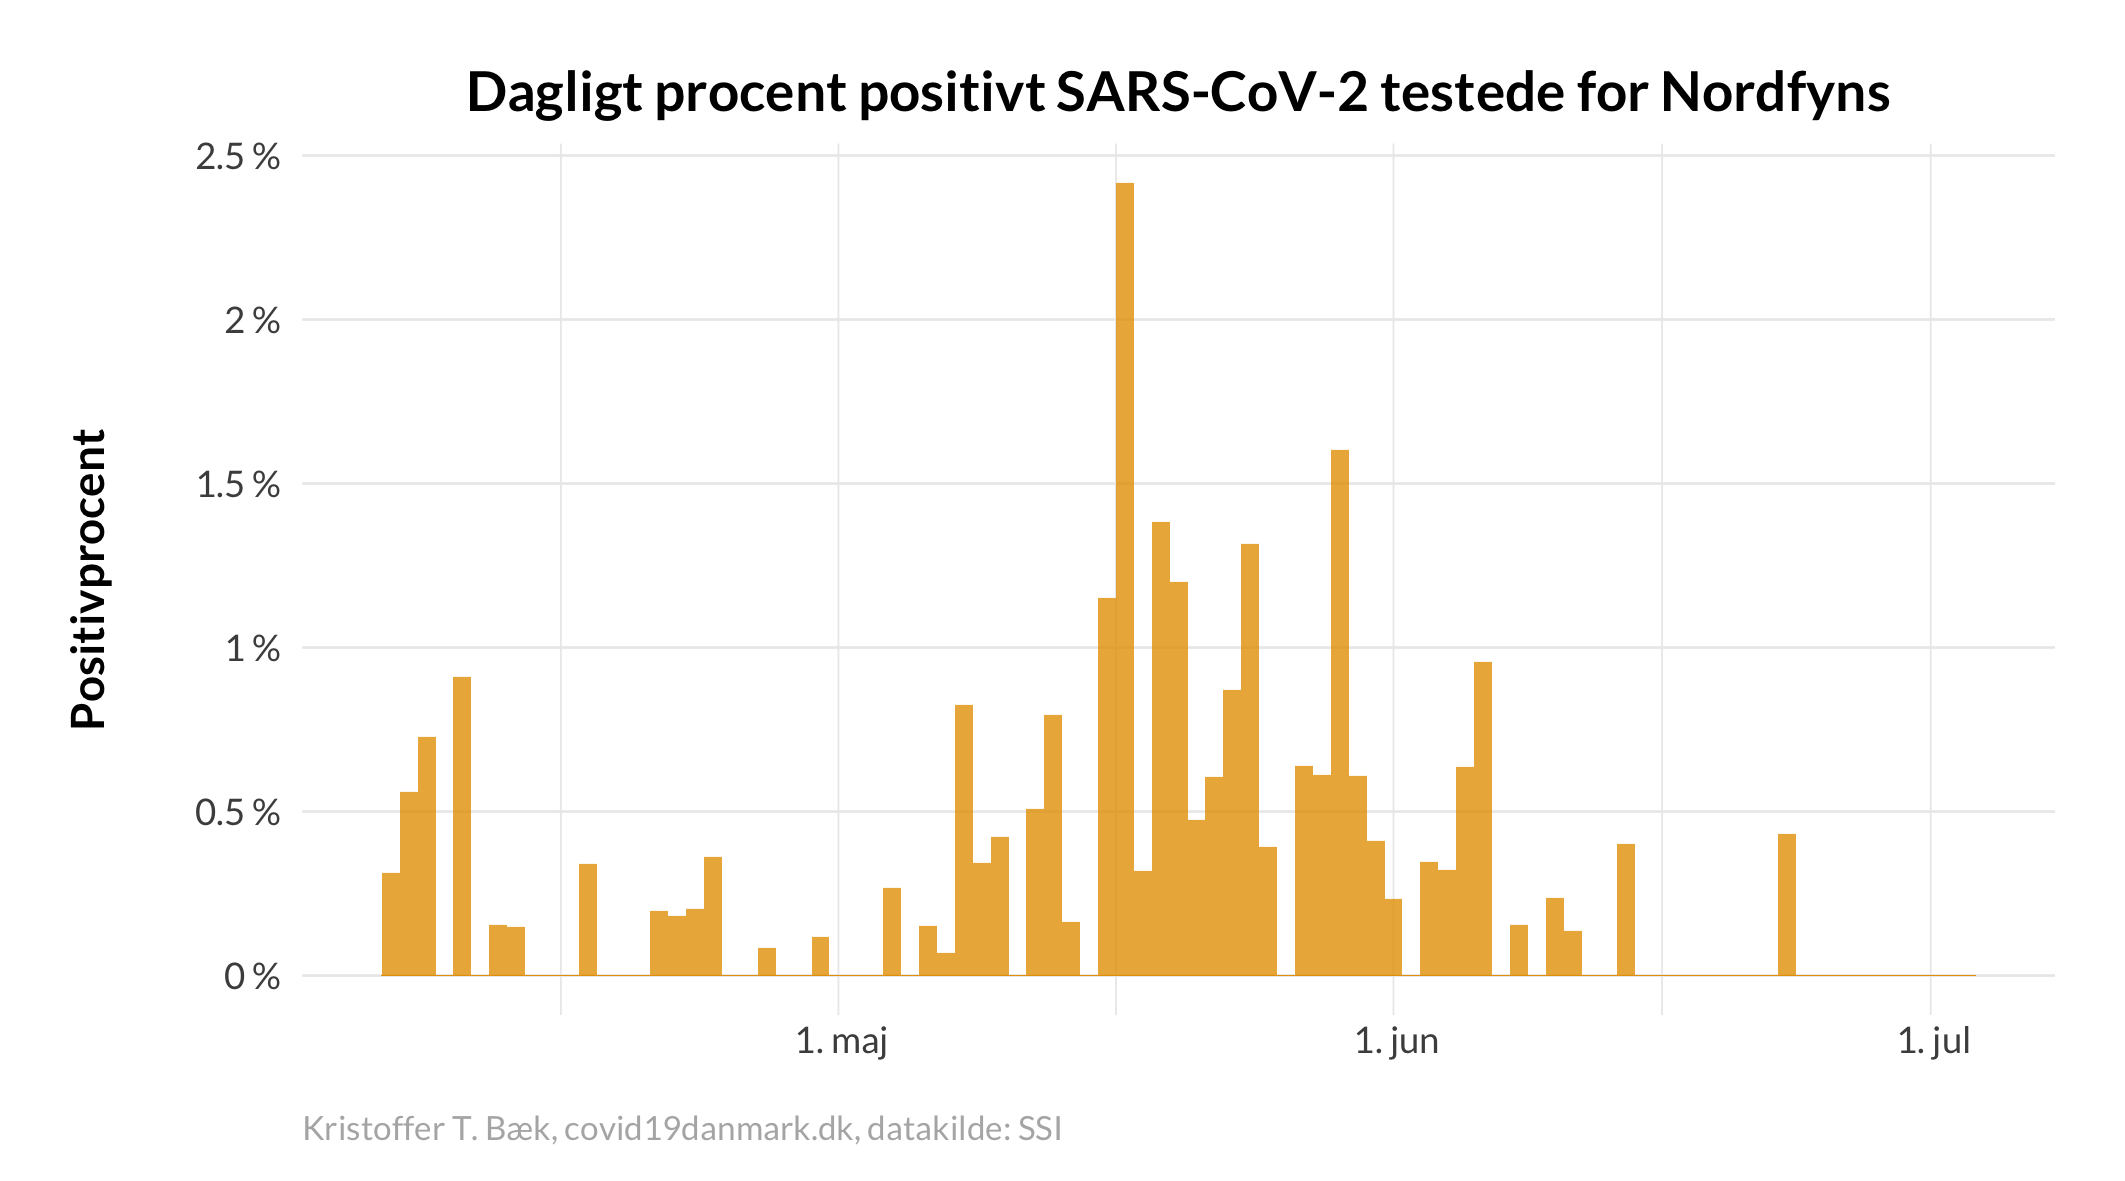 Dagligt procent positivt SARS-CoV-2 testede for Nordfyns
Positivprocent
2.5 %
2 %
1.5 %
1 %
0.5 %
0 %
1. maj
1. jun
1. jul
Kristoffer T. Bæk, covid19danmark.dk, datakilde: SSI